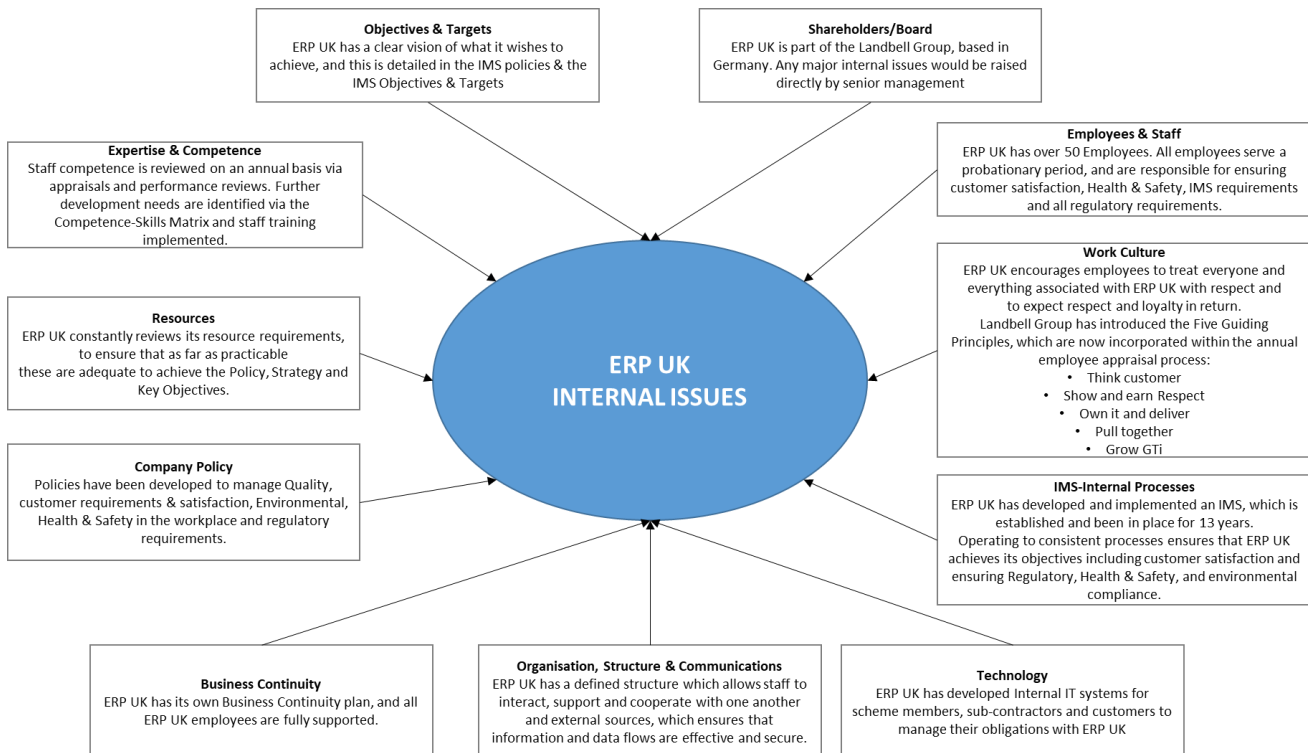 Objectives & Targets
ERP UK has a clear vision of what it wishes to
achieve, and this is detailed in the IMS policies & the
IMS Objectives & Targets
Shareholders/Board
ERP UK is part of the Landbell Group, based in
Germany. Any major internal issues would be raised
directly by senior management
Expertise & Competence
Staff competence is reviewed on an annual basis via
appraisals and performance reviews. Further
development needs are identified via the
Competence-Skills Matrix and staff training
implemented.
Employees & Staff
ERP UK has over 50 Employees. All employees serve a
probationary period, and are responsible for ensuring
customer satisfaction, Health & Safety, IMS requirements
and all regulatory requirements.
Resources
ERP UK constantly reviews its resource requirements,
to ensure that as far as practicable
these are adequate to achieve the Policy, Strategy and
Key Objectives.
ERP UK
INTERNAL ISSUES
Work Culture
ERP UK encourages employees to treat everyone and
everything associated with ERP UK with respect and
to expect respect and loyalty in return.
Landbell Group has introduced the Five Guiding
Principles, which are now incorporated within the annual
employee appraisal process:
• Think customer
• Show and earn Respect
• Own it and deliver
• Pull together
• Grow GTi
Company Policy
Policies have been developed to manage Quality,
customer requirements & satisfaction, Environmental,
Health & Safety in the workplace and regulatory
requirements.
IMS-Internal Processes
ERP UK has developed and implemented an IMS, which is
established and been in place for 13 years.
Operating to consistent processes ensures that ERP UK
achieves its objectives including customer satisfaction and
ensuring Regulatory, Health & Safety, and environmental
compliance.
Business Continuity
ERP UK has its own Business Continuity plan, and all
ERP UK employees are fully supported.
Organisation, Structure & Communications
ERP UK has a defined structure which allows staff to
interact, support and cooperate with one another
and external sources, which ensures that
information and data flows are effective and secure.
Technology
ERP UK has developed Internal IT systems for
scheme members, sub-contractors and customers to
manage their obligations with ERP UK